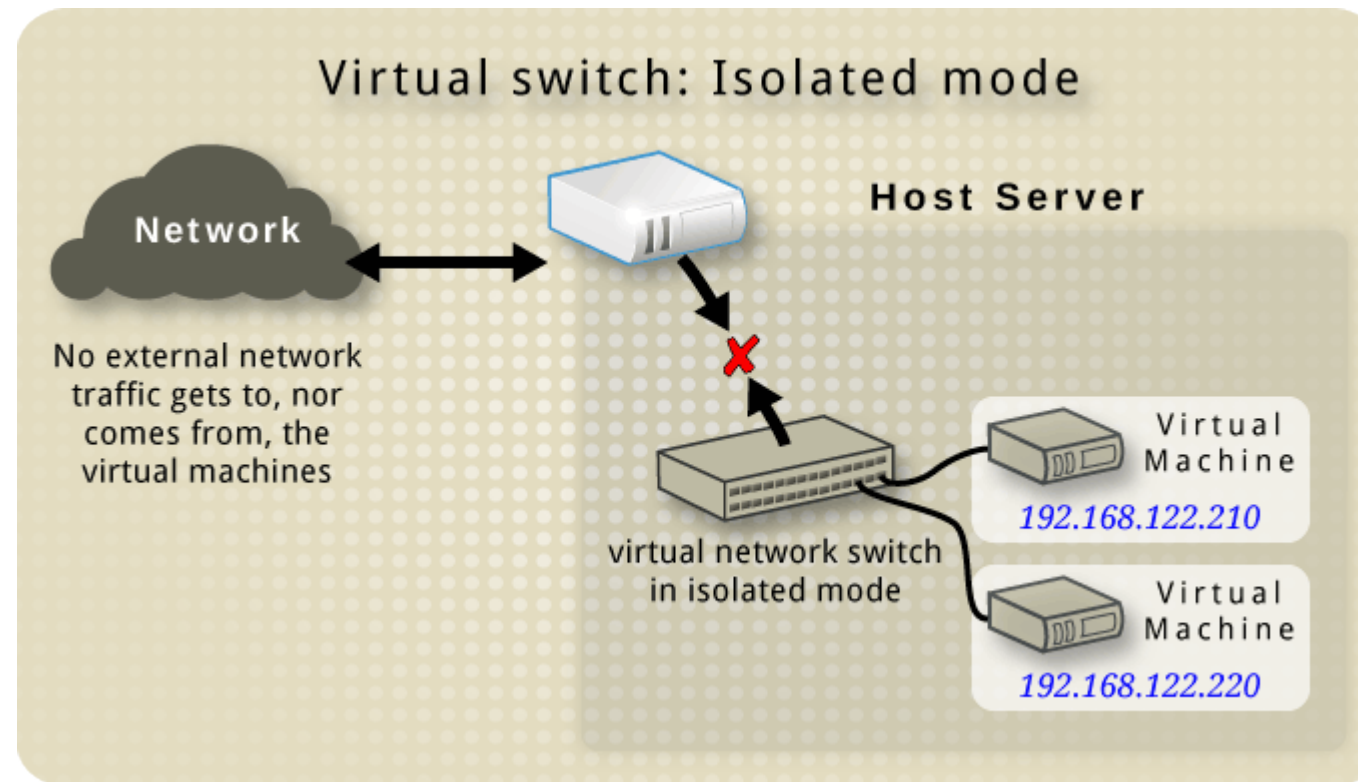 Virtual switch: Isolated mode
Network
Host Server
No external network
traffic gets to, nor
comes from, the
virtual machines
virtual network switch
in isolated mode
Virtual
Machine
192.168.122.210
Virtual
Machine
192.168.122.220